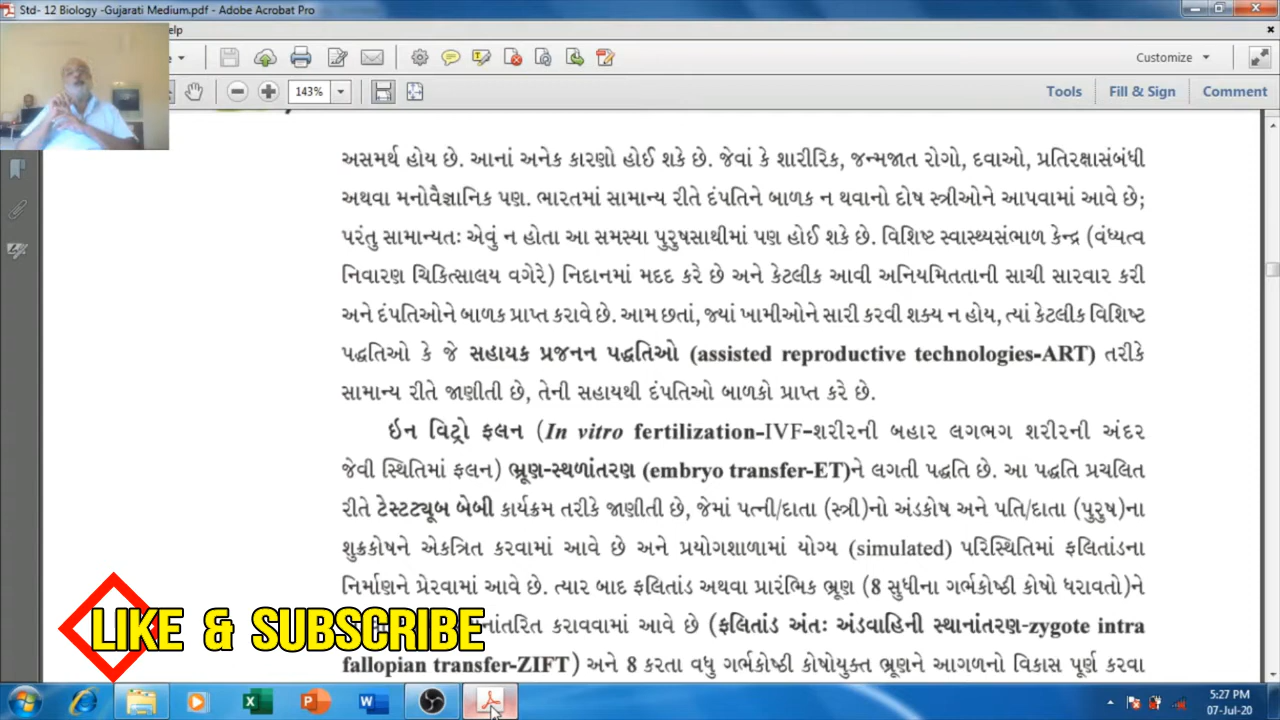 Std- 12 Biology -Gujarati Medium.pdf - Adobe Acrobat Pro
elp
Customize
143%
Tools
Fill & Sign
Comment
અસમર્થ હોય છે. આનાં અનેક કારણો હોઈ શકે છે. જેવાં કે શારીરિક, જન્મજાત રોગો, દવાઓ, પ્રતિરક્ષાસંબંધી
અથવા મનોવૈજ્ઞાનિક પણ. ભારતમાં સામાન્ય રીતે દંપતિને બાળક ન થવાનો દોષ સ્ત્રીઓને આપવામાં આવે છે;
પરંતુ સામાન્યતઃ એવું ન હોતા આ સમસ્યા પુરુષસાથીમાં પણ હોઈ શકે છે. વિશિષ્ટ સ્વાસ્થ્યસંભાળ કેન્દ્ર (વંધ્યત્વ
નિવારણ ચિકિત્સાલય વગેરે) નિદાનમાં મદદ કરે છે અને કેટલીક આવી અનિયમિતતાની સાચી સારવાર કરી
અને દંપતિઓને બાળક પ્રાપ્ત કરાવે છે. આમ છતાં, જ્યાં ખામીઓને સારી કરવી શક્ય ન હોય, ત્યાં કેટલીક વિશિષ્ટ
પદ્ધતિઓ કે જે સહાયક પ્રજનન પદ્ધતિઓ (assisted reproductive technologies-ART) તરીકે
સામાન્ય રીતે જાણીતી છે, તેની સહાયથી દંપતિઓ બાળકો પ્રાપ્ત કરે છે.
ઇન વિટ્રો ફલન (In vitro fertilization-IVF-શરીરની બહાર લગભગ શરીરની અંદર
જેવી સ્થિતિમાં ફલન) ભ્રૂણ-સ્થળાંતરણ (embryo transfer-ET)ને લગતી પદ્ધતિ છે. આ પદ્ધતિ પ્રચલિત
રીતે ટેસ્ટટ્યૂબ બેબી કાર્યક્રમ તરીકે જાણીતી છે, જેમાં પત્ની/દાતા (સ્ત્રી)નો અંડકોષ અને પતિ/દાતા (પુરુષ)ના
શુક્રકોષને એકત્રિત કરવામાં આવે છે અને પ્રયોગશાળામાં યોગ્ય (simulated) પરિસ્થિતિમાં ફલિતાંડના
નિર્માણને પ્રેરવામાં આવે છે. ત્યાર બાદ ફલિતાંડ અથવા પ્રારંભિક ભ્રૂણ (8 સુધીના ગર્ભકોષ્ઠી કોષો ધરાવતો)ને
નાંતરિત કરાવવામાં આવે છે (ફલિતાંડ અંતઃ અંડવાહિની સ્થાનાંતરણ-zygote intra
fallopian transfer-ZIFT) અને 8 કરતા વધુ ગર્ભકોષ્ઠી કોષોયુક્ત ભ્રૂણને આગળનો વિકાસ પૂર્ણ કરવા
LIKE & SUBSCRIBE
5:27 PM
07-Jul-20